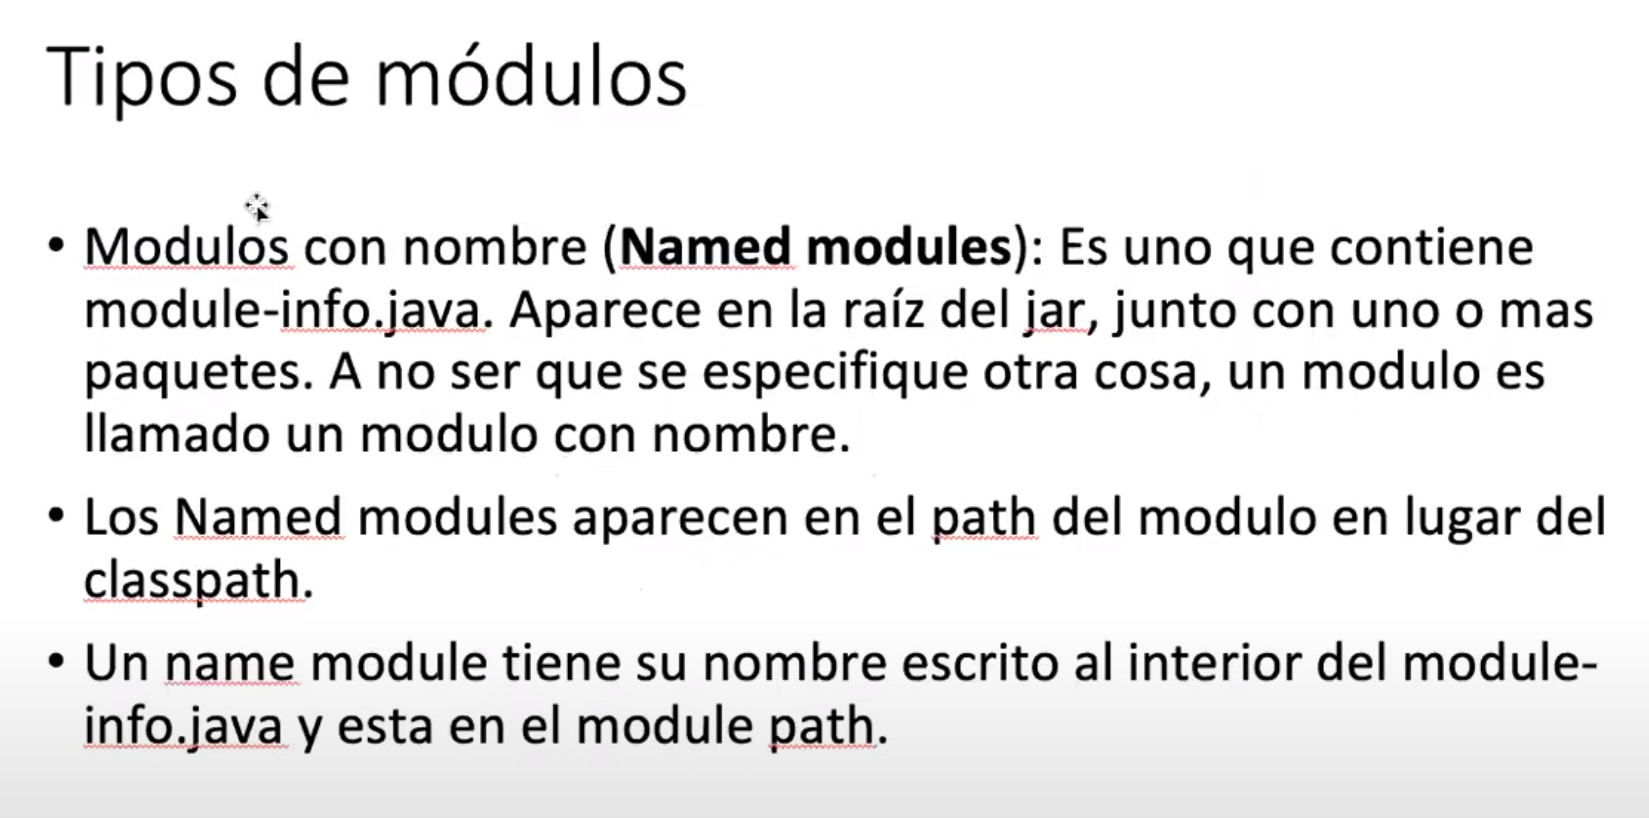 Tipos de módulos
• Modulos con nombre (Named modules): Es uno que contiene
module-info.java. Aparece en la raíz del jar, junto con uno o mas
paquetes. A no ser que se especifique otra cosa, un modulo es
llamado un modulo con nombre.
• Los Named modules aparecen en el path del modulo en lugar del
classpath.
• Un name module tiene su nombre escrito al interior del module-
info.java y esta en el module path.